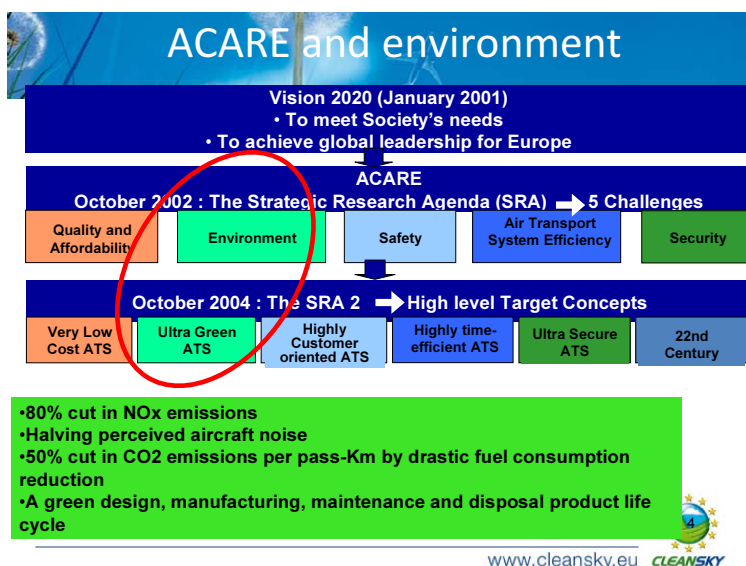 ACARE and environment
Vision 2020 (January 2001)
• To meet Society's needs
• To achieve global leadership for Europe
ACARE
October 2002 : The Strategic Research Agenda (SRA) 5 Challenges
Quality and
Affordability
Environment
Safety
Air Transport
System Efficiency
Security
October 2004 : The SRA 2 High level Target Concepts
Very Low
Cost ATS
Ultra Green
ATS
Highly
Customer
oriented ATS
Highly time-
efficient ATS
Ultra Secure
ATS
22nd
Century
•80% cut in NOx emissions
•Halving perceived aircraft noise
•50% cut in CO2 emissions per pass-Km by drastic fuel consumption
reduction
•A green design, manufacturing, maintenance and disposal product life
cycle
4
www.cleansky.eu
CLEANSKY